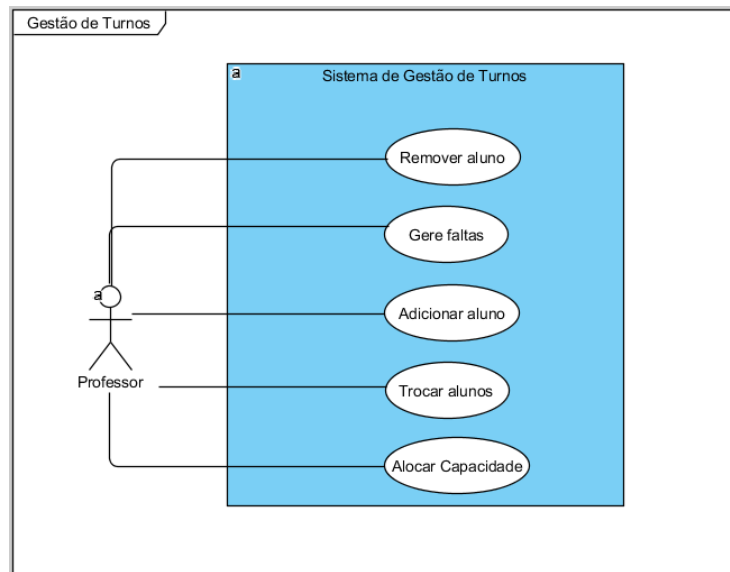 Gestão de Turnos
a
Sistema de Gestão de Turnos
Remover aluno
Gere faltas
a
Adicionar aluno
Professor
Trocar alunos
Alocar Capacidade